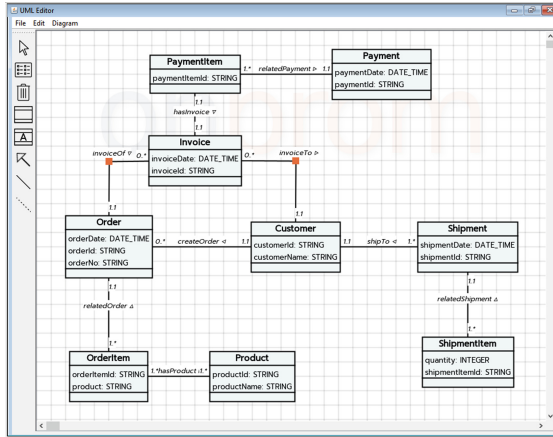 UML Editor
File Edit Diagram
PaymentItem
paymentItemId: STRING
1.* relatedPayment ▹ 1.1
Payment
paymentDate: DATE_TIME
paymentId: STRING
1.1
hasInvoice ▿
1.1
Invoice
invoiceDate: DATE_TIME
invoiceId: STRING
invoiceOf ▿ 0.*
0.* invoiceTo ▹
1.1
1.1
Order
orderDate: DATE_TIME
orderId: STRING
orderNo: STRING
0.* createOrder ◃ 1.1
Customer
customerId: STRING
customerName: STRING
1.1 shipTo ◃ 1.*
Shipment
shipmentDate: DATE_TIME
shipmentId: STRING
1.1
relatedOrder ▵
1.*
1.1
relatedShipment ▵
1.*
OrderItem
orderItemId: STRING
product: STRING
1.*hasProduct 1.*
Product
productId: STRING
productName: STRING
ShipmentItem
quantity: INTEGER
shipmentItemId: STRING
A